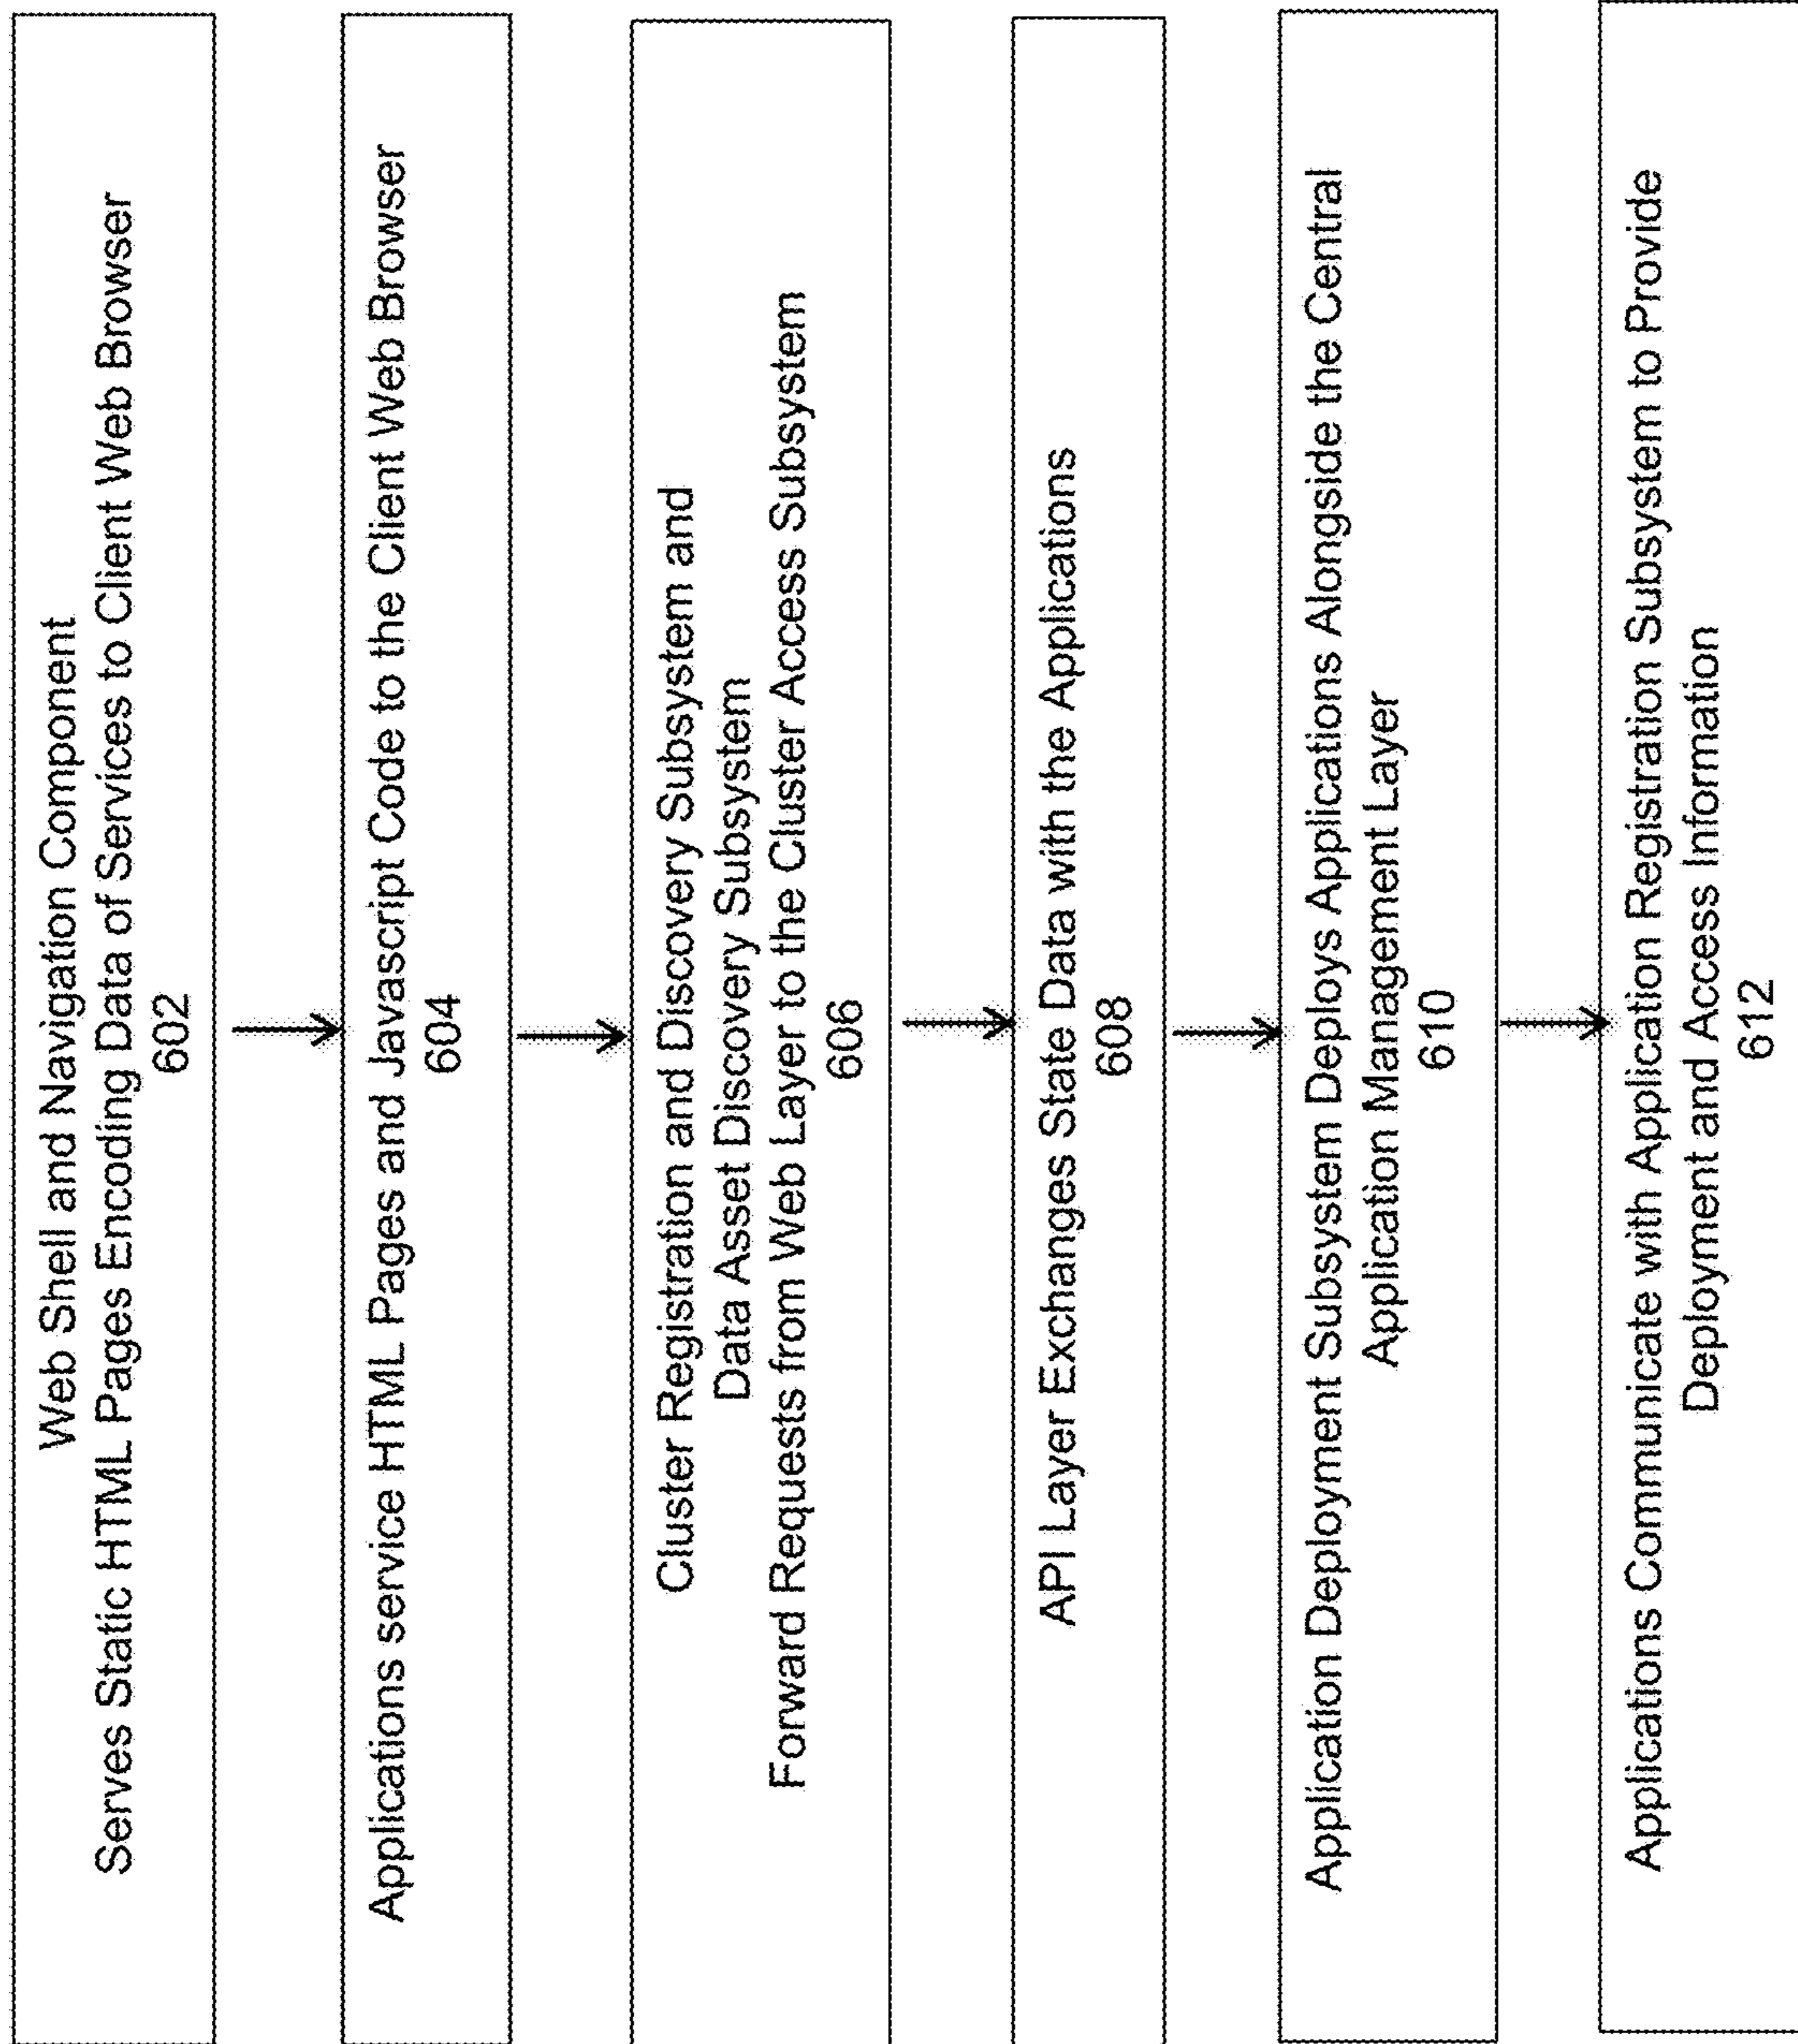 Web Shell and Navigation Component
Serves Static HTML Pages Encoding Data of Services to Client Web Browser
602
Applications service HTML Pages and Javascript Code to the Client Web Browser
604
Cluster Registration and Discovery Subsystem and
Data Asset Discovery Subsystem
Forward Requests from Web Layer to the Cluster Access Subsystem
606
API Layer Exchanges State Data with the Applications
608
Application Deployment Subsystem Deploys Applications Alongside the Central
Application Management Layer
610
Applications Communicate with Application Registration Subsystem to Provide
Deployment and Access Information
612